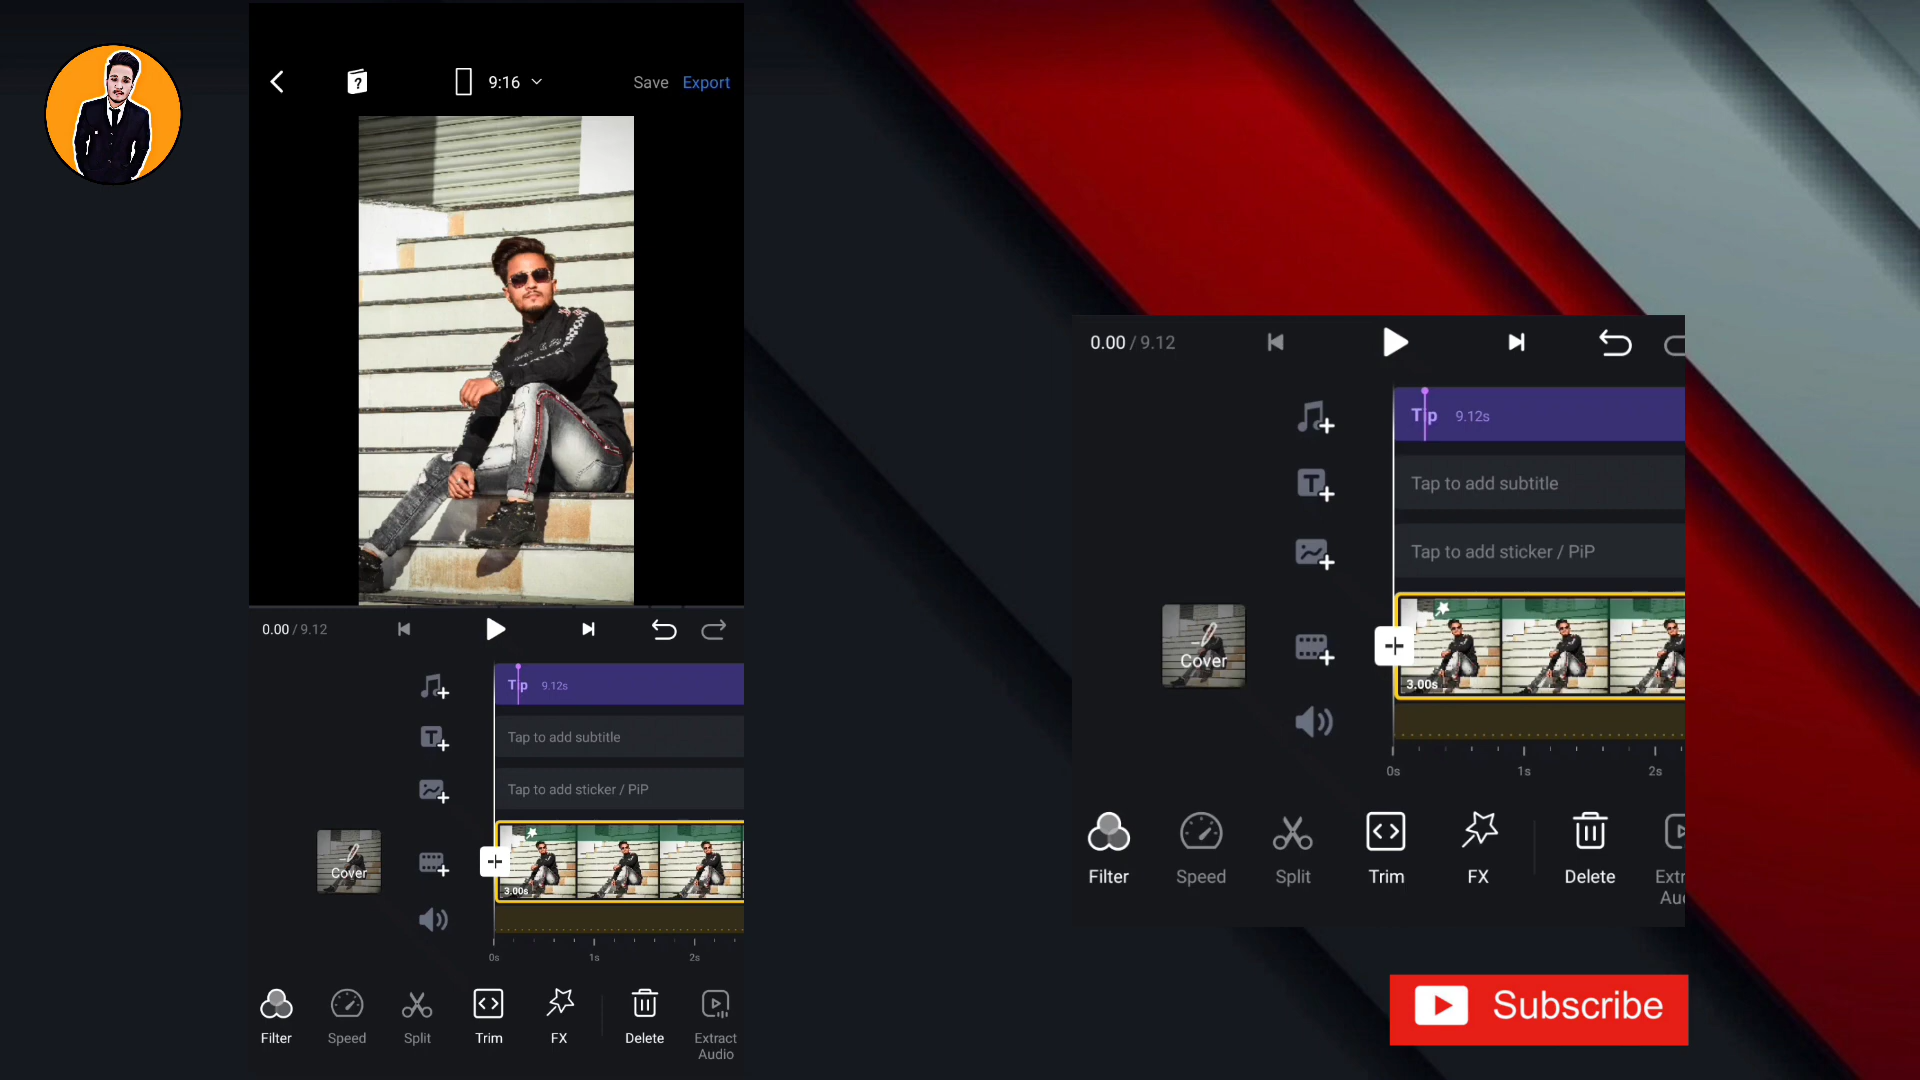 9:16
Save Export
0.00 / 9.12
Tip 9.12s
Tap to add subtitle
Tap to add sticker / PiP
Cover
3.00s
0s 1s 2s
Filter Speed Split Trim FX Delete Extract
Audio
0.00 / 9.12
Tip 9.12s
Tap to add subtitle
Tap to add sticker / PiP
Cover
3.00s
0s 1s 2s
Filter Speed Split Trim FX Delete Extr
Au
Subscribe